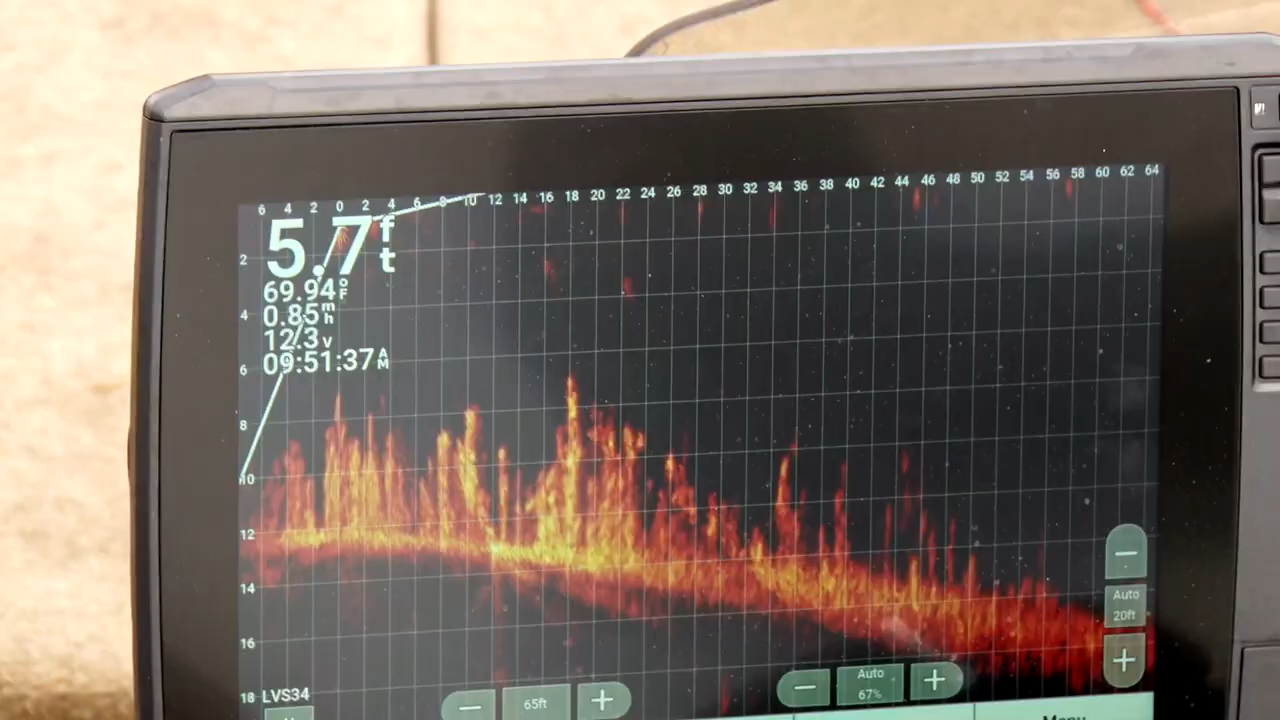 6 4 2 0 2 4 6 8 10 12 14 16 18 20 22 24 26 28 30 32 34 36 38 40 42 44 46 48 50 52 54 56 58 60 62 64
5.7 ft
69.94 °F
0.85 mh
12.3 v
09:51:37 AM
2
4
6
8
10
12
14
16
18
LVS34
65ft
Auto
67%
Auto
20ft